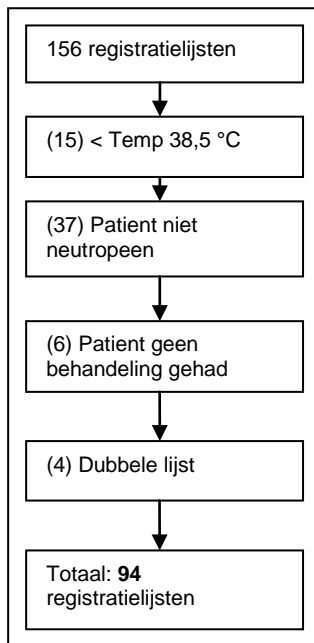 156 registratielijsten
(15) < Temp 38,5 °C
(37) Patient niet
neutropeen
(6) Patient geen
behandeling gehad
(4) Dubbele lijst
Totaal: 94
registratielijsten